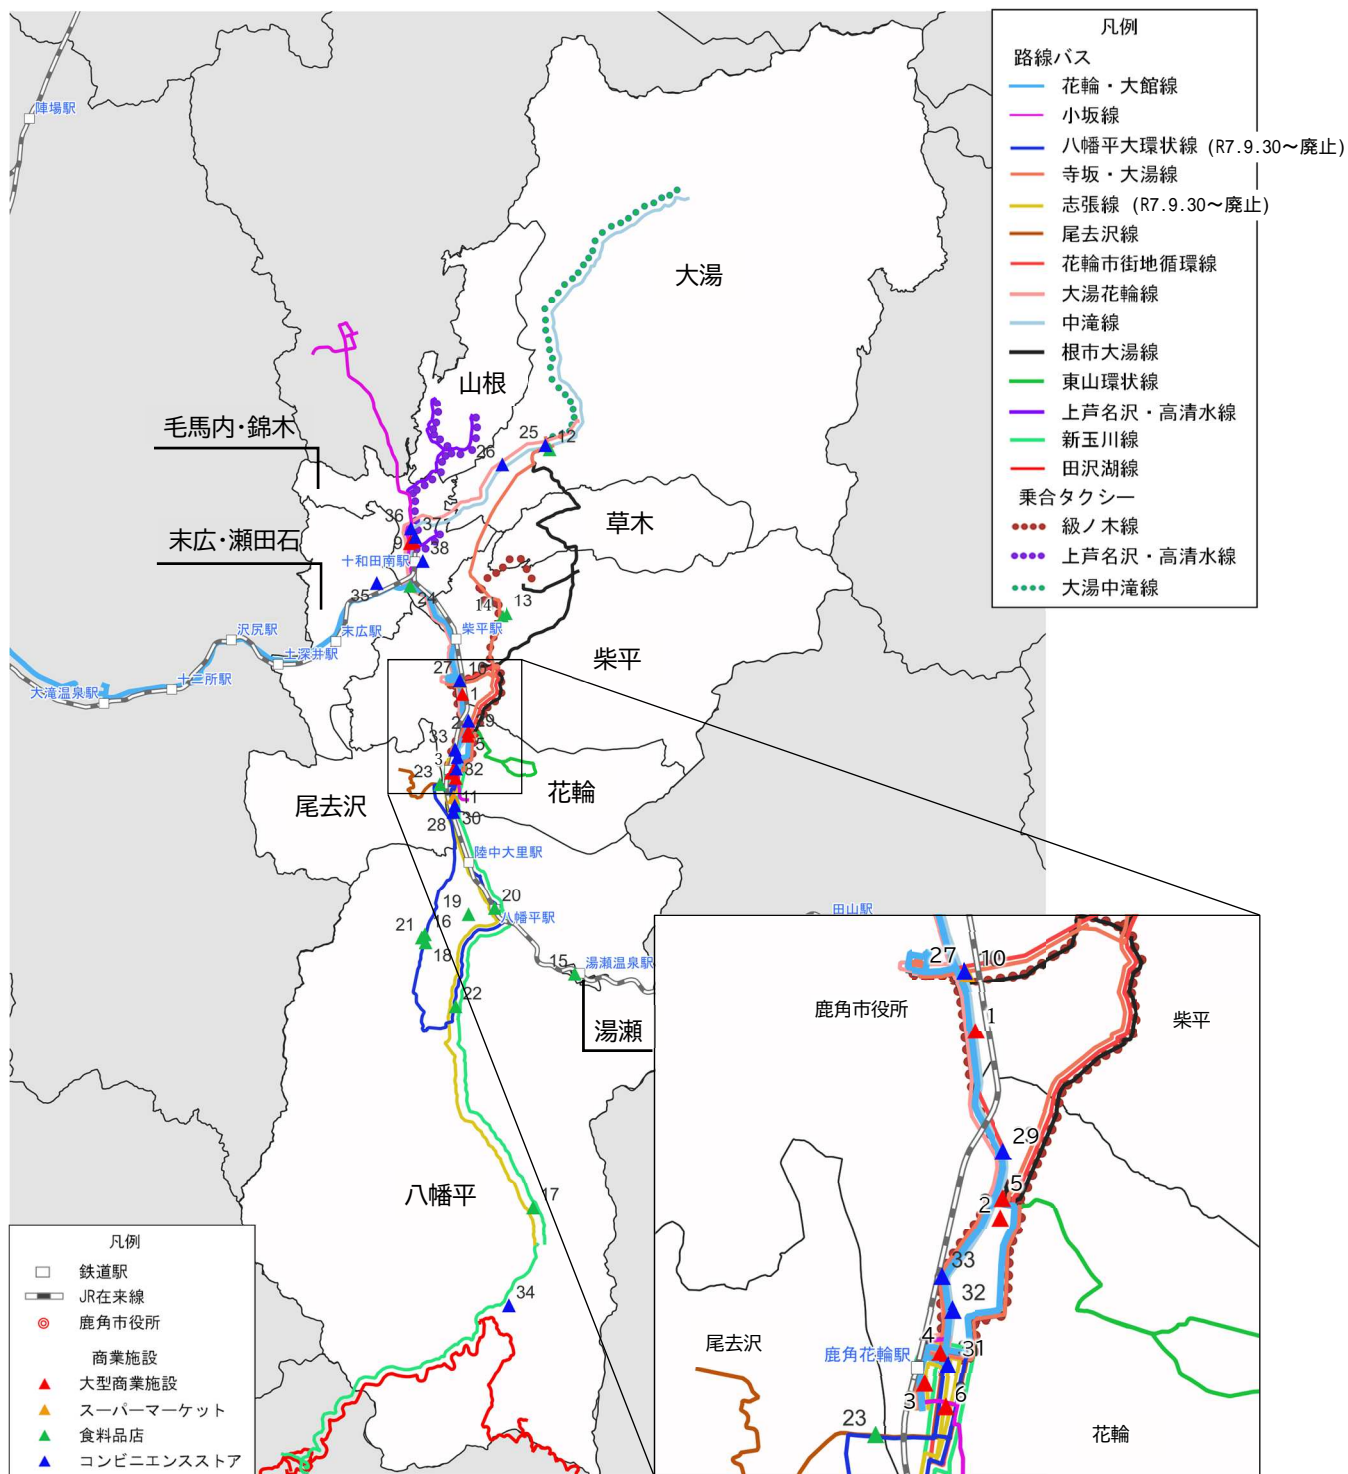 凡例
路線バス
花輪・大館線
小坂線
八幡平大環状線 (R7.9.30～廃止)
寺坂・大湯線
志張線 (R7.9.30～廃止)
尾去沢線
花輪市街地循環線
大湯花輪線
中滝線
根市大湯線
東山環状線
上芦名沢・高清水線
新玉川線
田沢湖線
乗合タクシー
級ノ木線
上芦名沢・高清水線
大湯中滝線
陣場駅
大湯
山根
毛馬内・錦木
25
12
26
草木
36
37
9
38
末広・瀬田石
十和田南駅
35
24
14
13
柴平駅
末広駅
沢尻駅
土深井駅
十二所駅
大滝温泉駅
柴平
27
10
1
2
29
33
5
3
32
23
尾去沢
花輪
11
28
30
陸中大里駅
19
20
八幡平駅
21
16
18
15
湯瀬温泉駅
22
湯瀬
八幡平
17
34
田山駅
27
10
鹿角市役所
1
柴平
29
5
2
33
32
尾去沢
4
31
鹿角花輪駅
3
6
23
花輪
凡例
鉄道駅
JR在来線
鹿角市役所
商業施設
大型商業施設
スーパーマーケット
食料品店
コンビニエンスストア